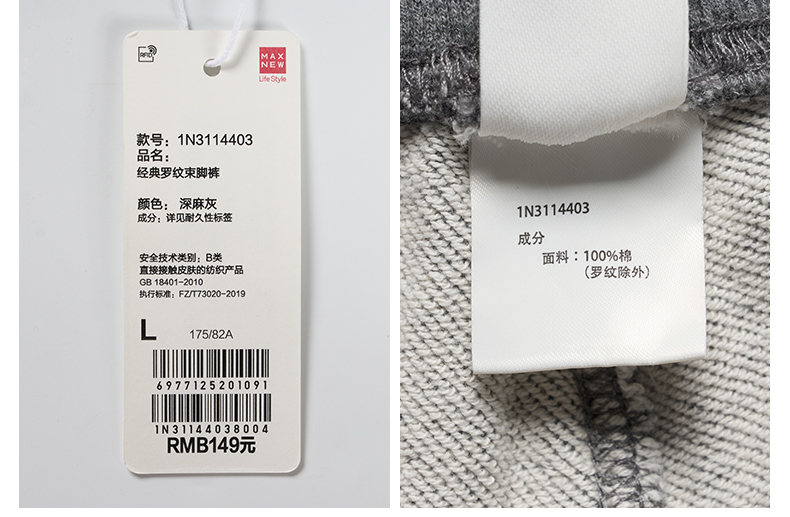 RFID
MAX
NEW
Life Style
款号：1N3114403
品名：
经典罗纹束脚裤
颜色：深麻灰
成分：详见耐久性标签
安全技术类别：B类
直接接触皮肤的纺织产品
GB 18401-2010
执行标准：FZ/T73020-2019
L 175/82A
6977125201091
1N31144038004
RMB149元
1N3114403
成分
面料：100%棉
（罗纹除外）